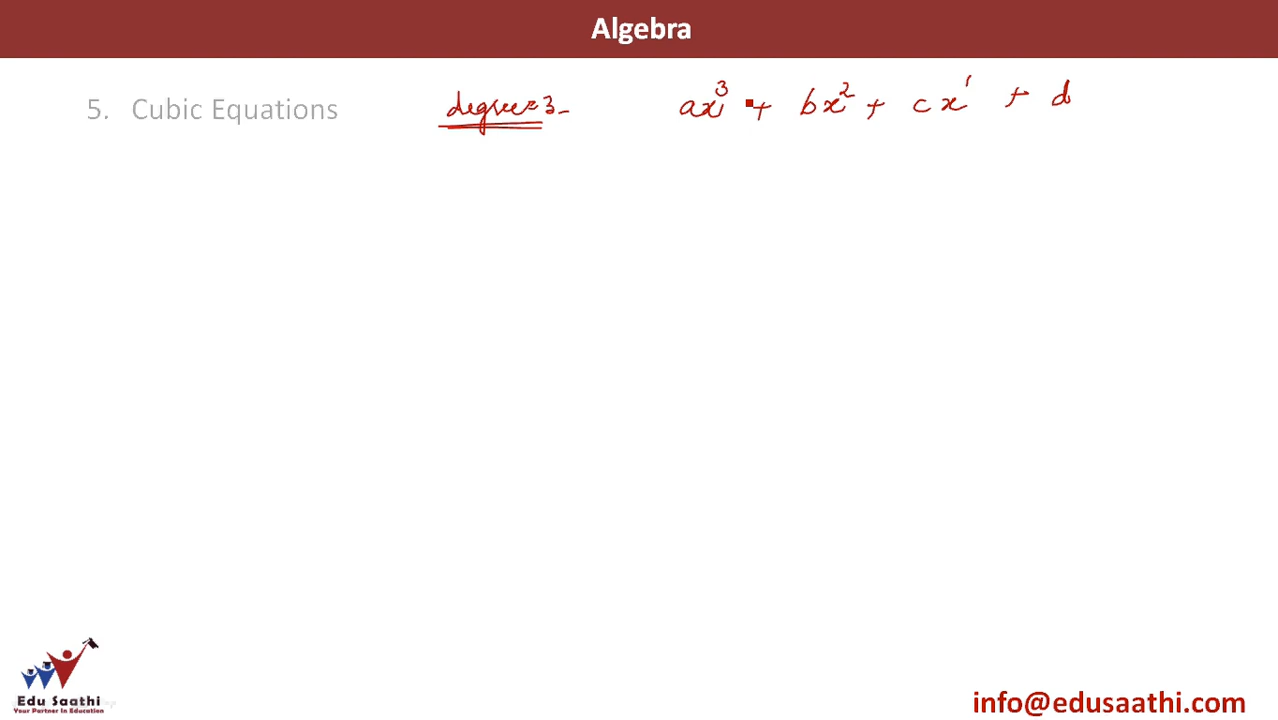 Algebra
5. Cubic Equations degree = 3 ax³ + bx² + cx¹ + d
Edu Saathi
Your Partner In Education
info@edusaathi.com